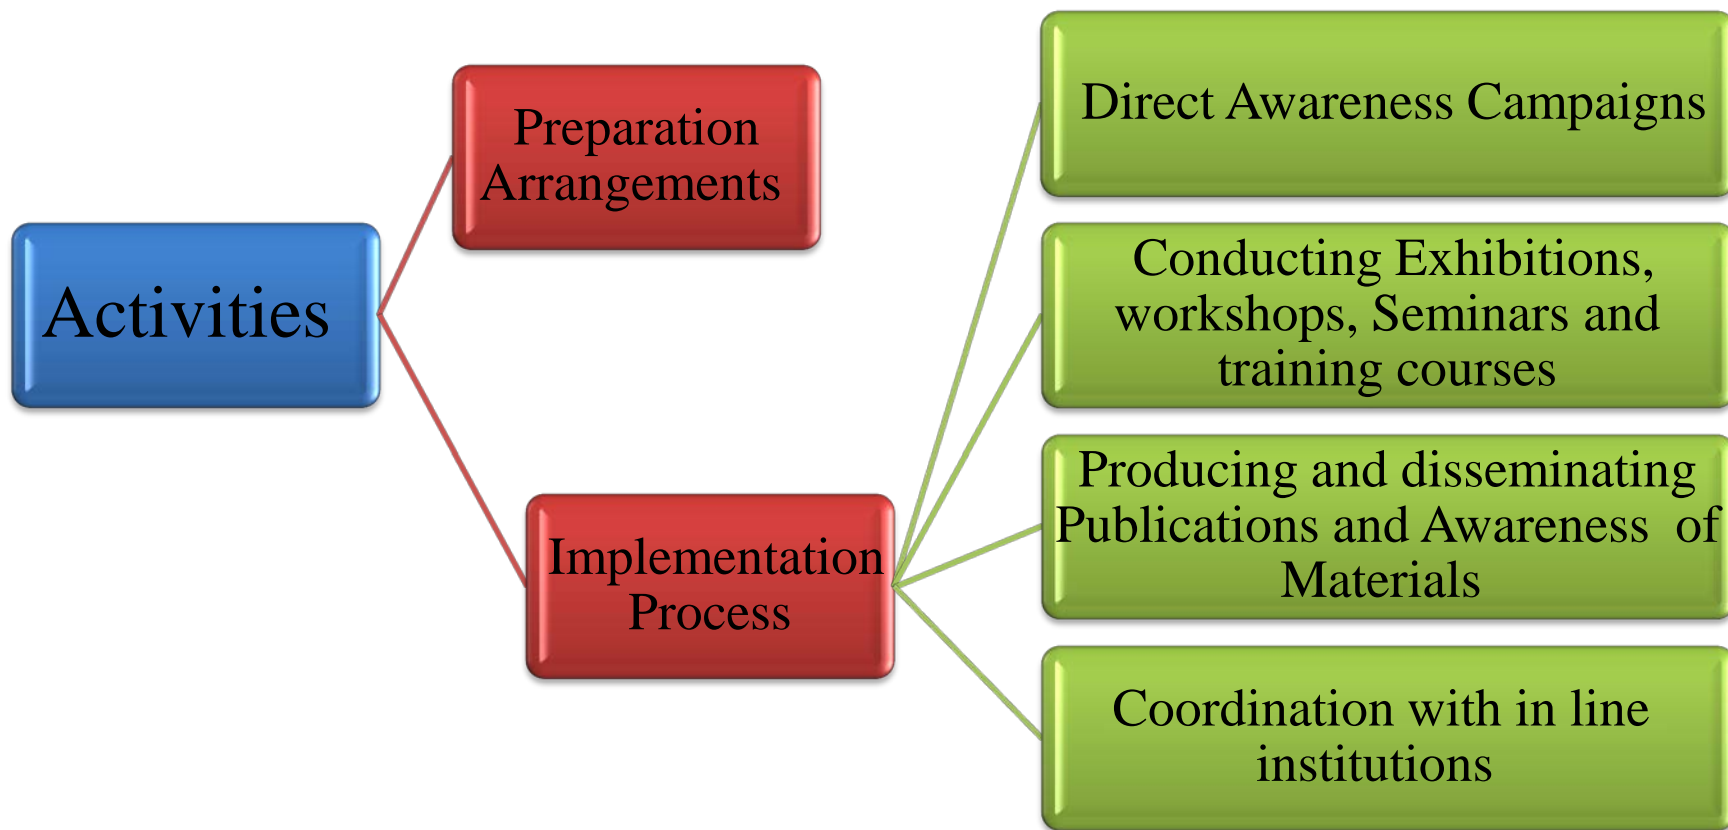 Activities
Preparation
Arrangements
Implementation
Process
Direct Awareness Campaigns
Conducting Exhibitions,
workshops, Seminars and
training courses
Producing and disseminating
Publications and Awareness of
Materials
Coordination with in line
institutions